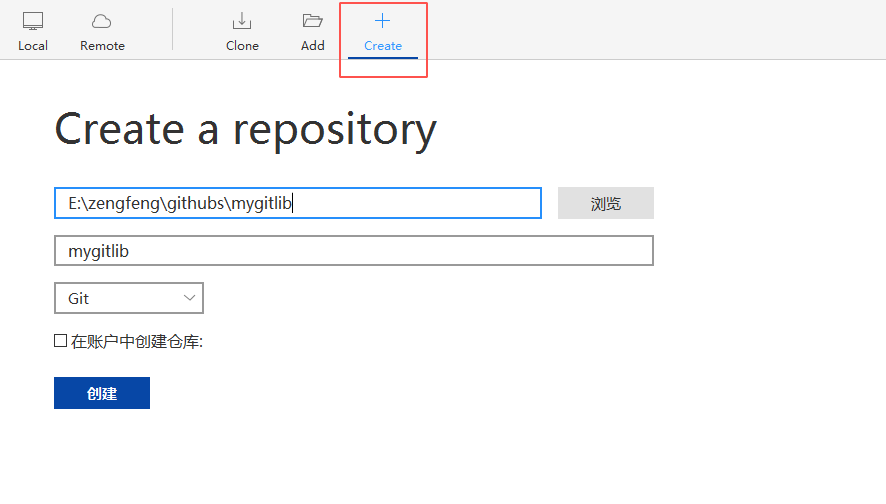 Local Remote Clone Add Create
Create a repository
E:\zengfeng\githubs\mygitlib 浏览
mygitlib
Git
在账户中创建仓库:
创建